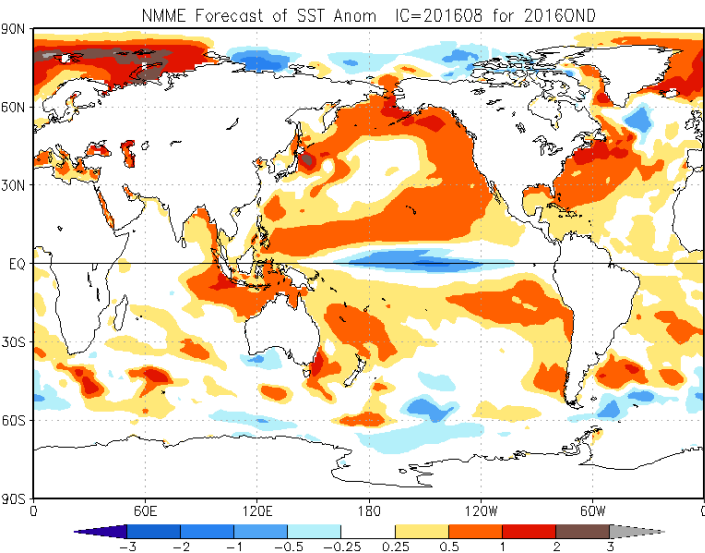 NMME Forecast of SST Anom IC=201608 for 2016OND
90N
60N
30N
EQ
30S
60S
90S
0 60E 120E 180 120W 60W 0
-3 -2 -1 -0.5 -0.25 0.25 0.5 1 2 3